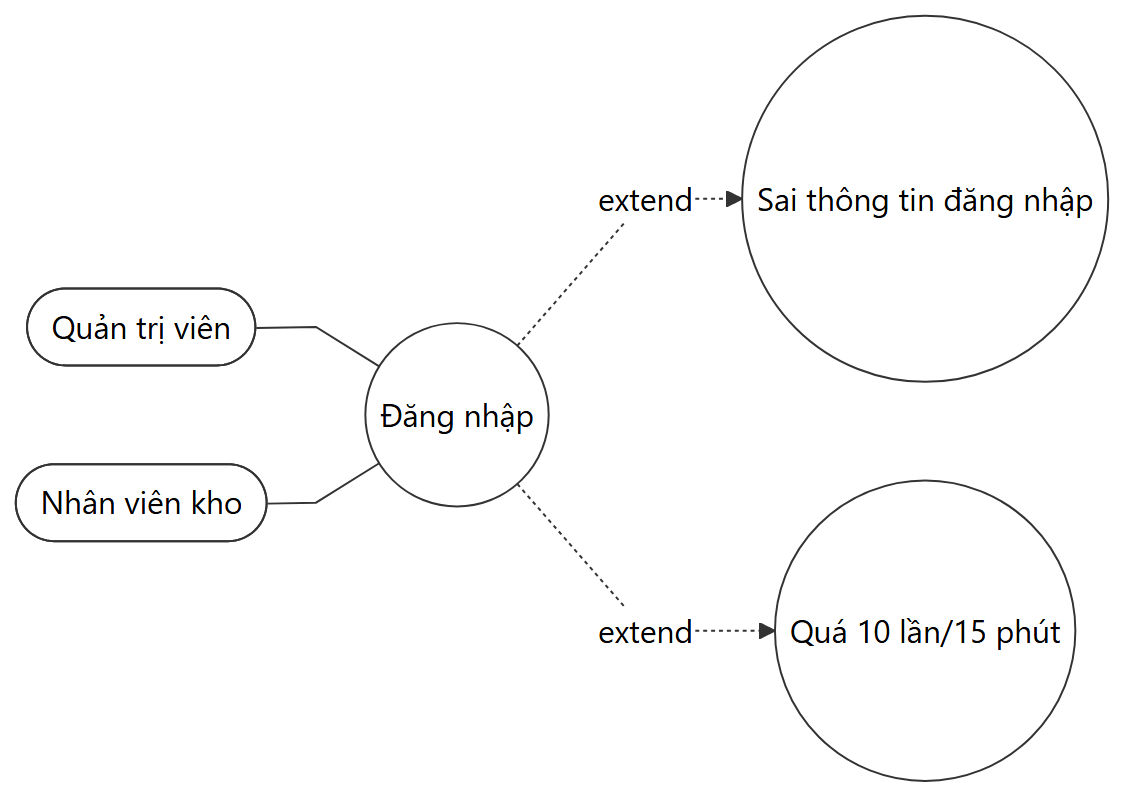 extend
Sai thông tin đăng nhập
Quản trị viên
Đăng nhập
Nhân viên kho
extend
Quá 10 lần/15 phút